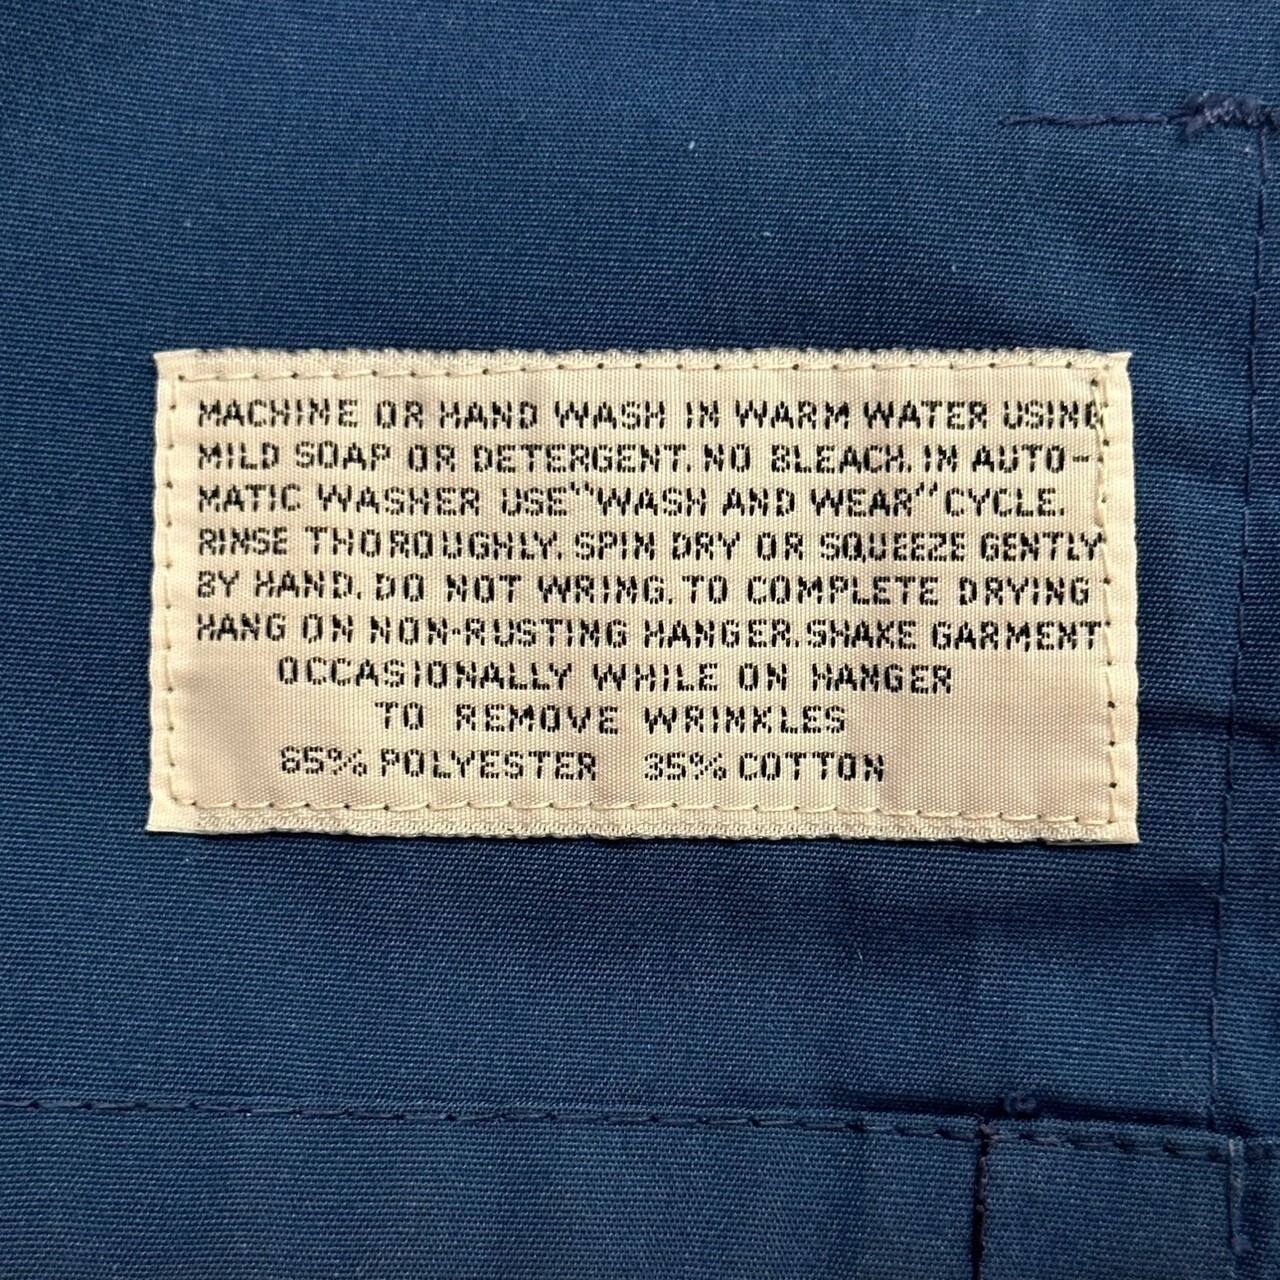 MACHINE OR HAND WASH IN WARM WATER USING
MILD SOAP OR DETERGENT. NO BLEACH. IN AUTO-
MATIC WASHER USE "WASH AND WEAR" CYCLE.
RINSE THOROUGHLY. SPIN DRY OR SQUEEZE GENTLY
BY HAND. DO NOT WRING. TO COMPLETE DRYING
HANG ON NON-RUSTING HANGER. SHAKE GARMENT
OCCASIONALLY WHILE ON HANGER
TO REMOVE WRINKLES
65% POLYESTER 35% COTTON